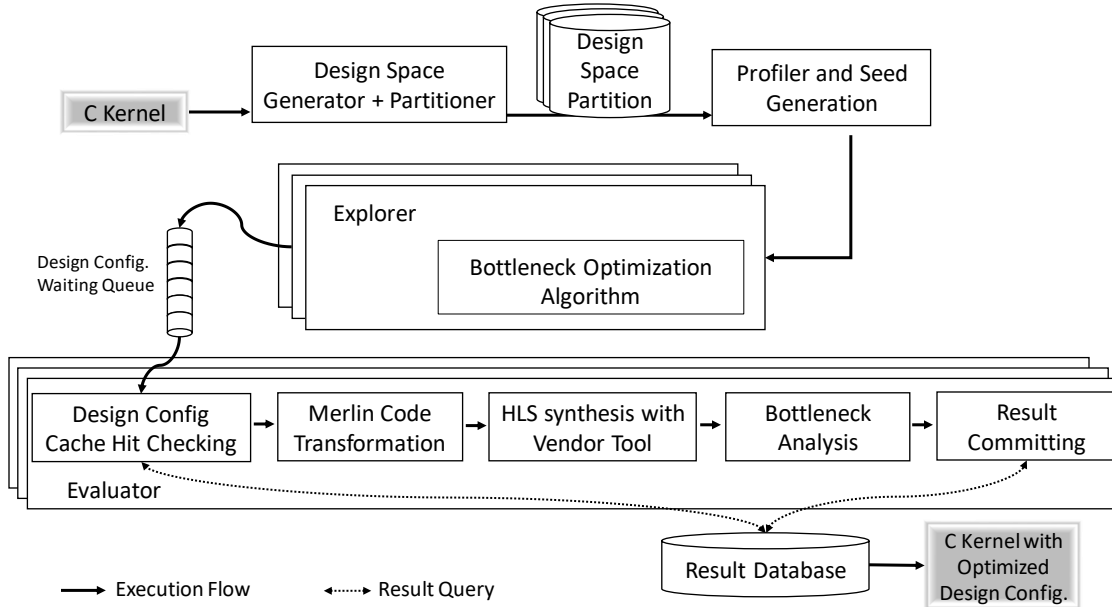 C Kernel
Design Space
Generator + Partitioner
Design
Space
Partition
Profiler and Seed
Generation
Explorer
Bottleneck Optimization
Algorithm
Design Config.
Waiting Queue
Design Config
Cache Hit Checking
Merlin Code
Transformation
HLS synthesis with
Vendor Tool
Bottleneck
Analysis
Result
Committing
Evaluator
Result Database
C Kernel with
Optimized
Design Config.
Execution Flow
Result Query